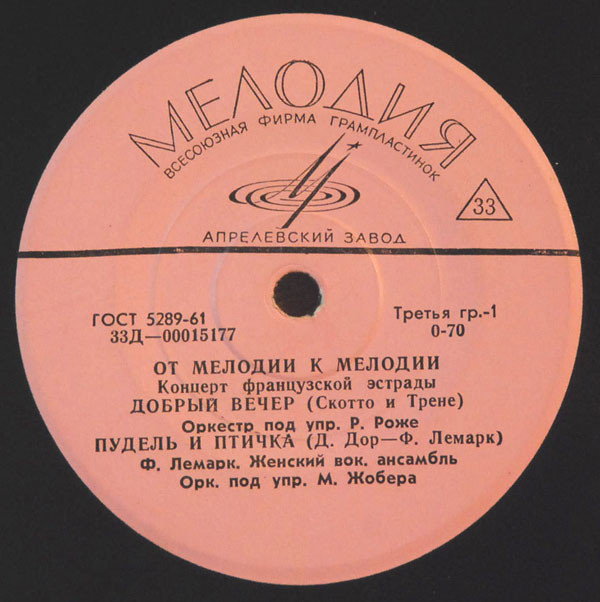 МЕЛОДИЯ
ВСЕСОЮЗНАЯ ФИРМА ГРАМПЛАСТИНОК
33
АПРЕЛЕВСКИЙ ЗАВОД
ГОСТ 5289-61
Третья гр.-1
33Д—00015177
0-70
ОТ МЕЛОДИИ К МЕЛОДИИ
Концерт французской эстрады
ДОБРЫЙ ВЕЧЕР (Скотто и Трене)
Оркестр под упр. Р. Роже
ПУДЕЛЬ И ПТИЧКА (Д. Дор—Ф. Лемарк)
Ф. Лемарк. Женский вок. ансамбль
Орк. под упр. М. Жобера